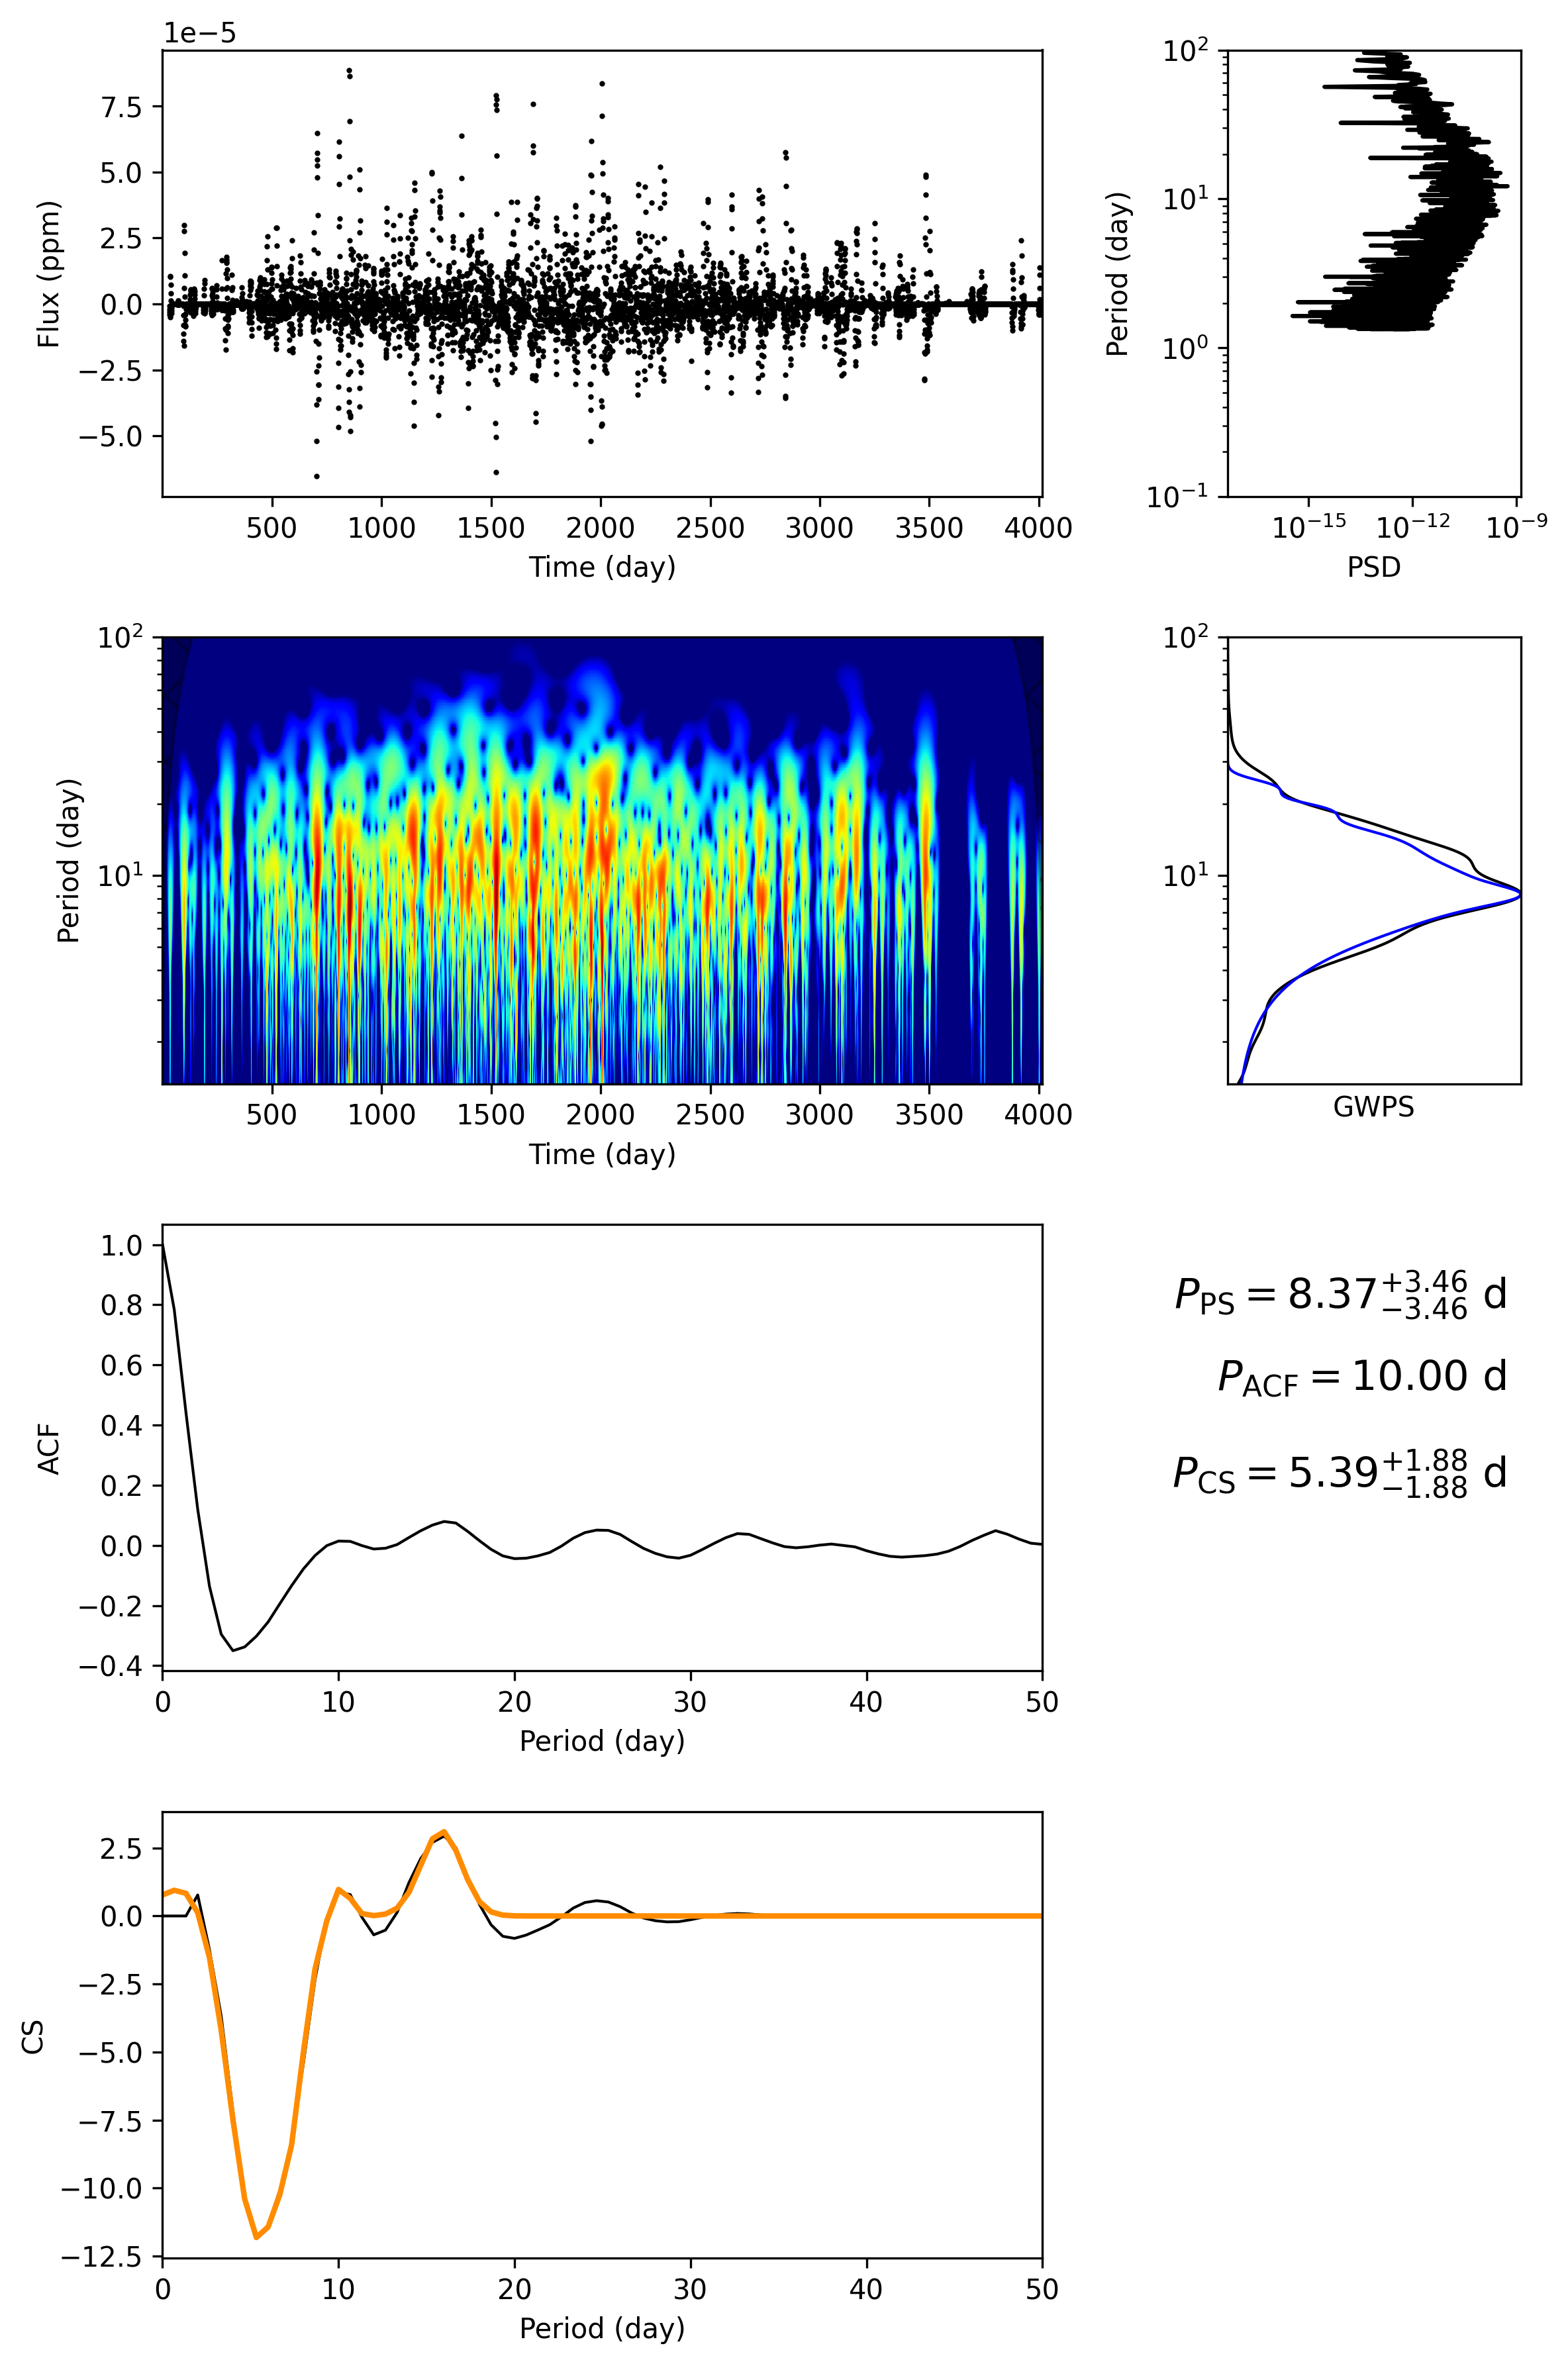 1e−5
7.5
5.0
2.5
0.0
−2.5
−5.0
Flux (ppm)
500 1000 1500 2000 2500 3000 3500 4000
Time (day)
10² 10¹ 10⁰ 10⁻¹
Period (day)
10⁻¹⁵ 10⁻¹² 10⁻⁹
PSD
10² 10¹
Period (day)
500 1000 1500 2000 2500 3000 3500 4000
Time (day)
10² 10¹
GWPS
1.0
0.8
0.6
0.4
0.2
0.0
−0.2
−0.4
ACF
0 10 20 30 40 50
Period (day)
P_PS = 8.37 +3.46 −3.46 d
P_ACF = 10.00 d
P_CS = 5.39 +1.88 −1.88 d
2.5
0.0
−2.5
−5.0
−7.5
−10.0
−12.5
CS
0 10 20 30 40 50
Period (day)